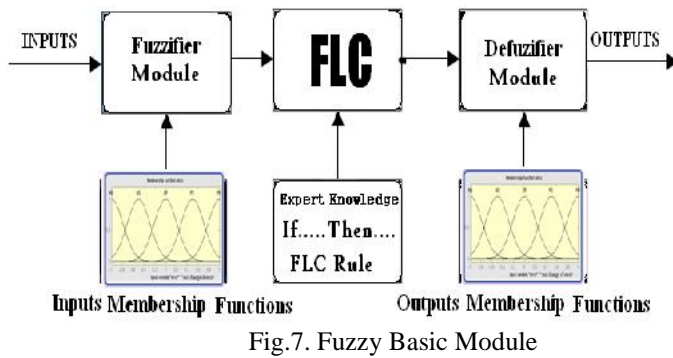 INPUTS
Fuzzifier
Module
FLC
Defuzifier
Module
OUTPUTS
Expert Knowledge
If.....Then....
FLC Rule
Inputs Membership Functions
Outputs Membership Functions
Fig.7. Fuzzy Basic Module